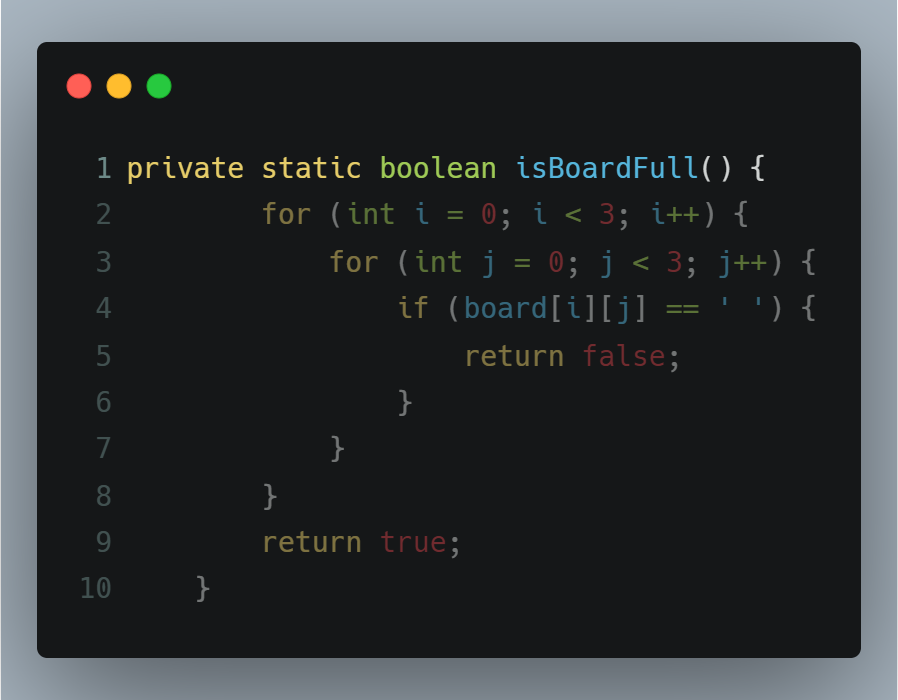 1 private static boolean isBoardFull() {
2         for (int i = 0; i < 3; i++) {
3             for (int j = 0; j < 3; j++) {
4                 if (board[i][j] == ' ') {
5                     return false;
6                 }
7             }
8         }
9         return true;
10     }